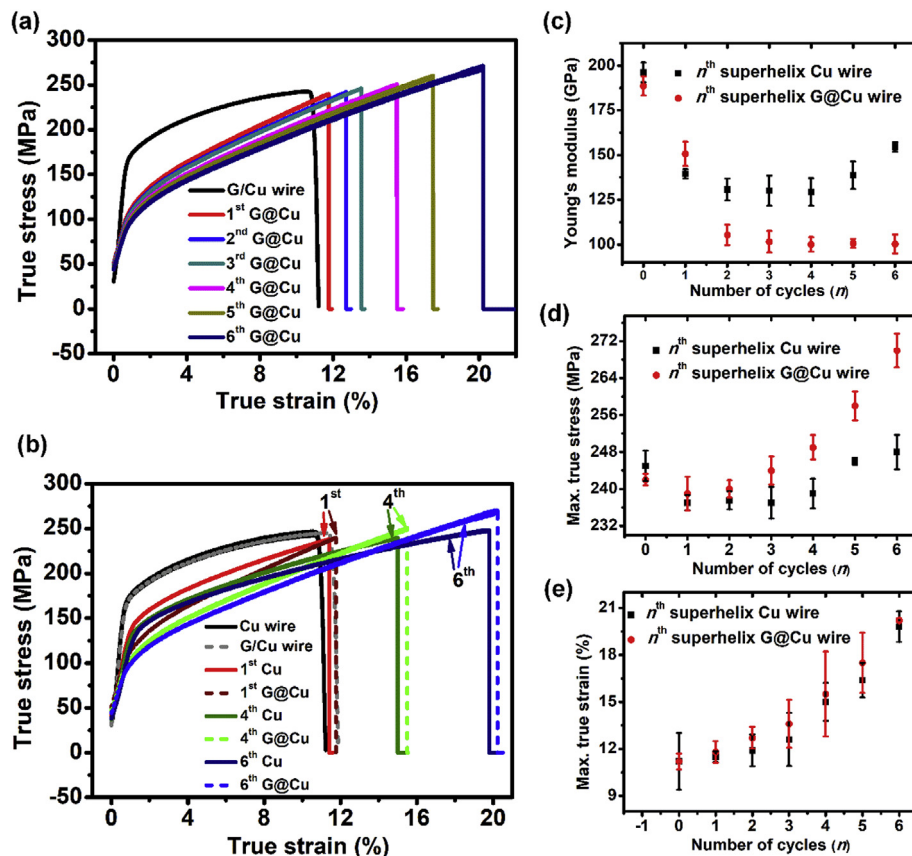 (a)
300
250
200
150
100
50
0
-50
True stress (MPa)
G/Cu wire
1st G@Cu
2nd G@Cu
3rd G@Cu
4th G@Cu
5th G@Cu
6th G@Cu
0 4 8 12 16 20
True strain (%)
(b)
300
250
200
150
100
50
0
-50
True stress (MPa)
1st
4th
6th
Cu wire
G/Cu wire
1st Cu
1st G@Cu
4th Cu
4th G@Cu
6th Cu
6th G@Cu
0 4 8 12 16 20
True strain (%)
(c)
200
175
150
125
100
Young's modulus (GPa)
nth superhelix Cu wire
nth superhelix G@Cu wire
0 1 2 3 4 5 6
Number of cycles (n)
(d)
272
264
256
248
240
232
Max. true stress (MPa)
nth superhelix Cu wire
nth superhelix G@Cu wire
0 1 2 3 4 5 6
Number of cycles (n)
(e)
21
18
15
12
9
Max. true strain (%)
nth superhelix Cu wire
nth superhelix G@Cu wire
-1 0 1 2 3 4 5 6
Number of cycles (n)